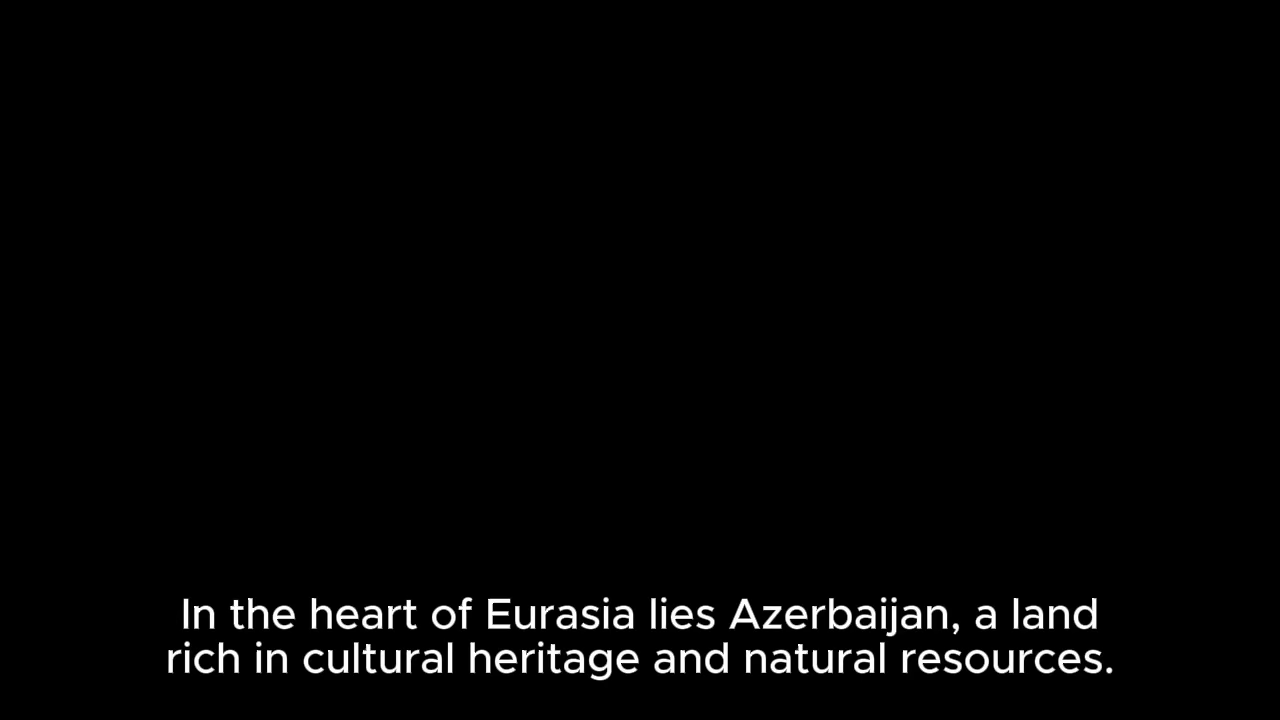 In the heart of Eurasia lies Azerbaijan, a land
rich in cultural heritage and natural resources.